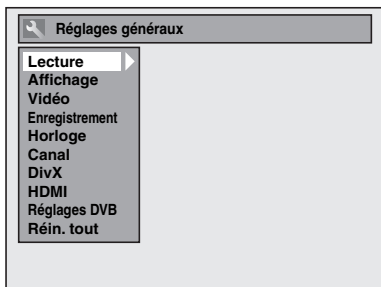 Réglages généraux
Lecture
Affichage
Vidéo
Enregistrement
Horloge
Canal
DivX
HDMI
Réglages DVB
Réin. tout